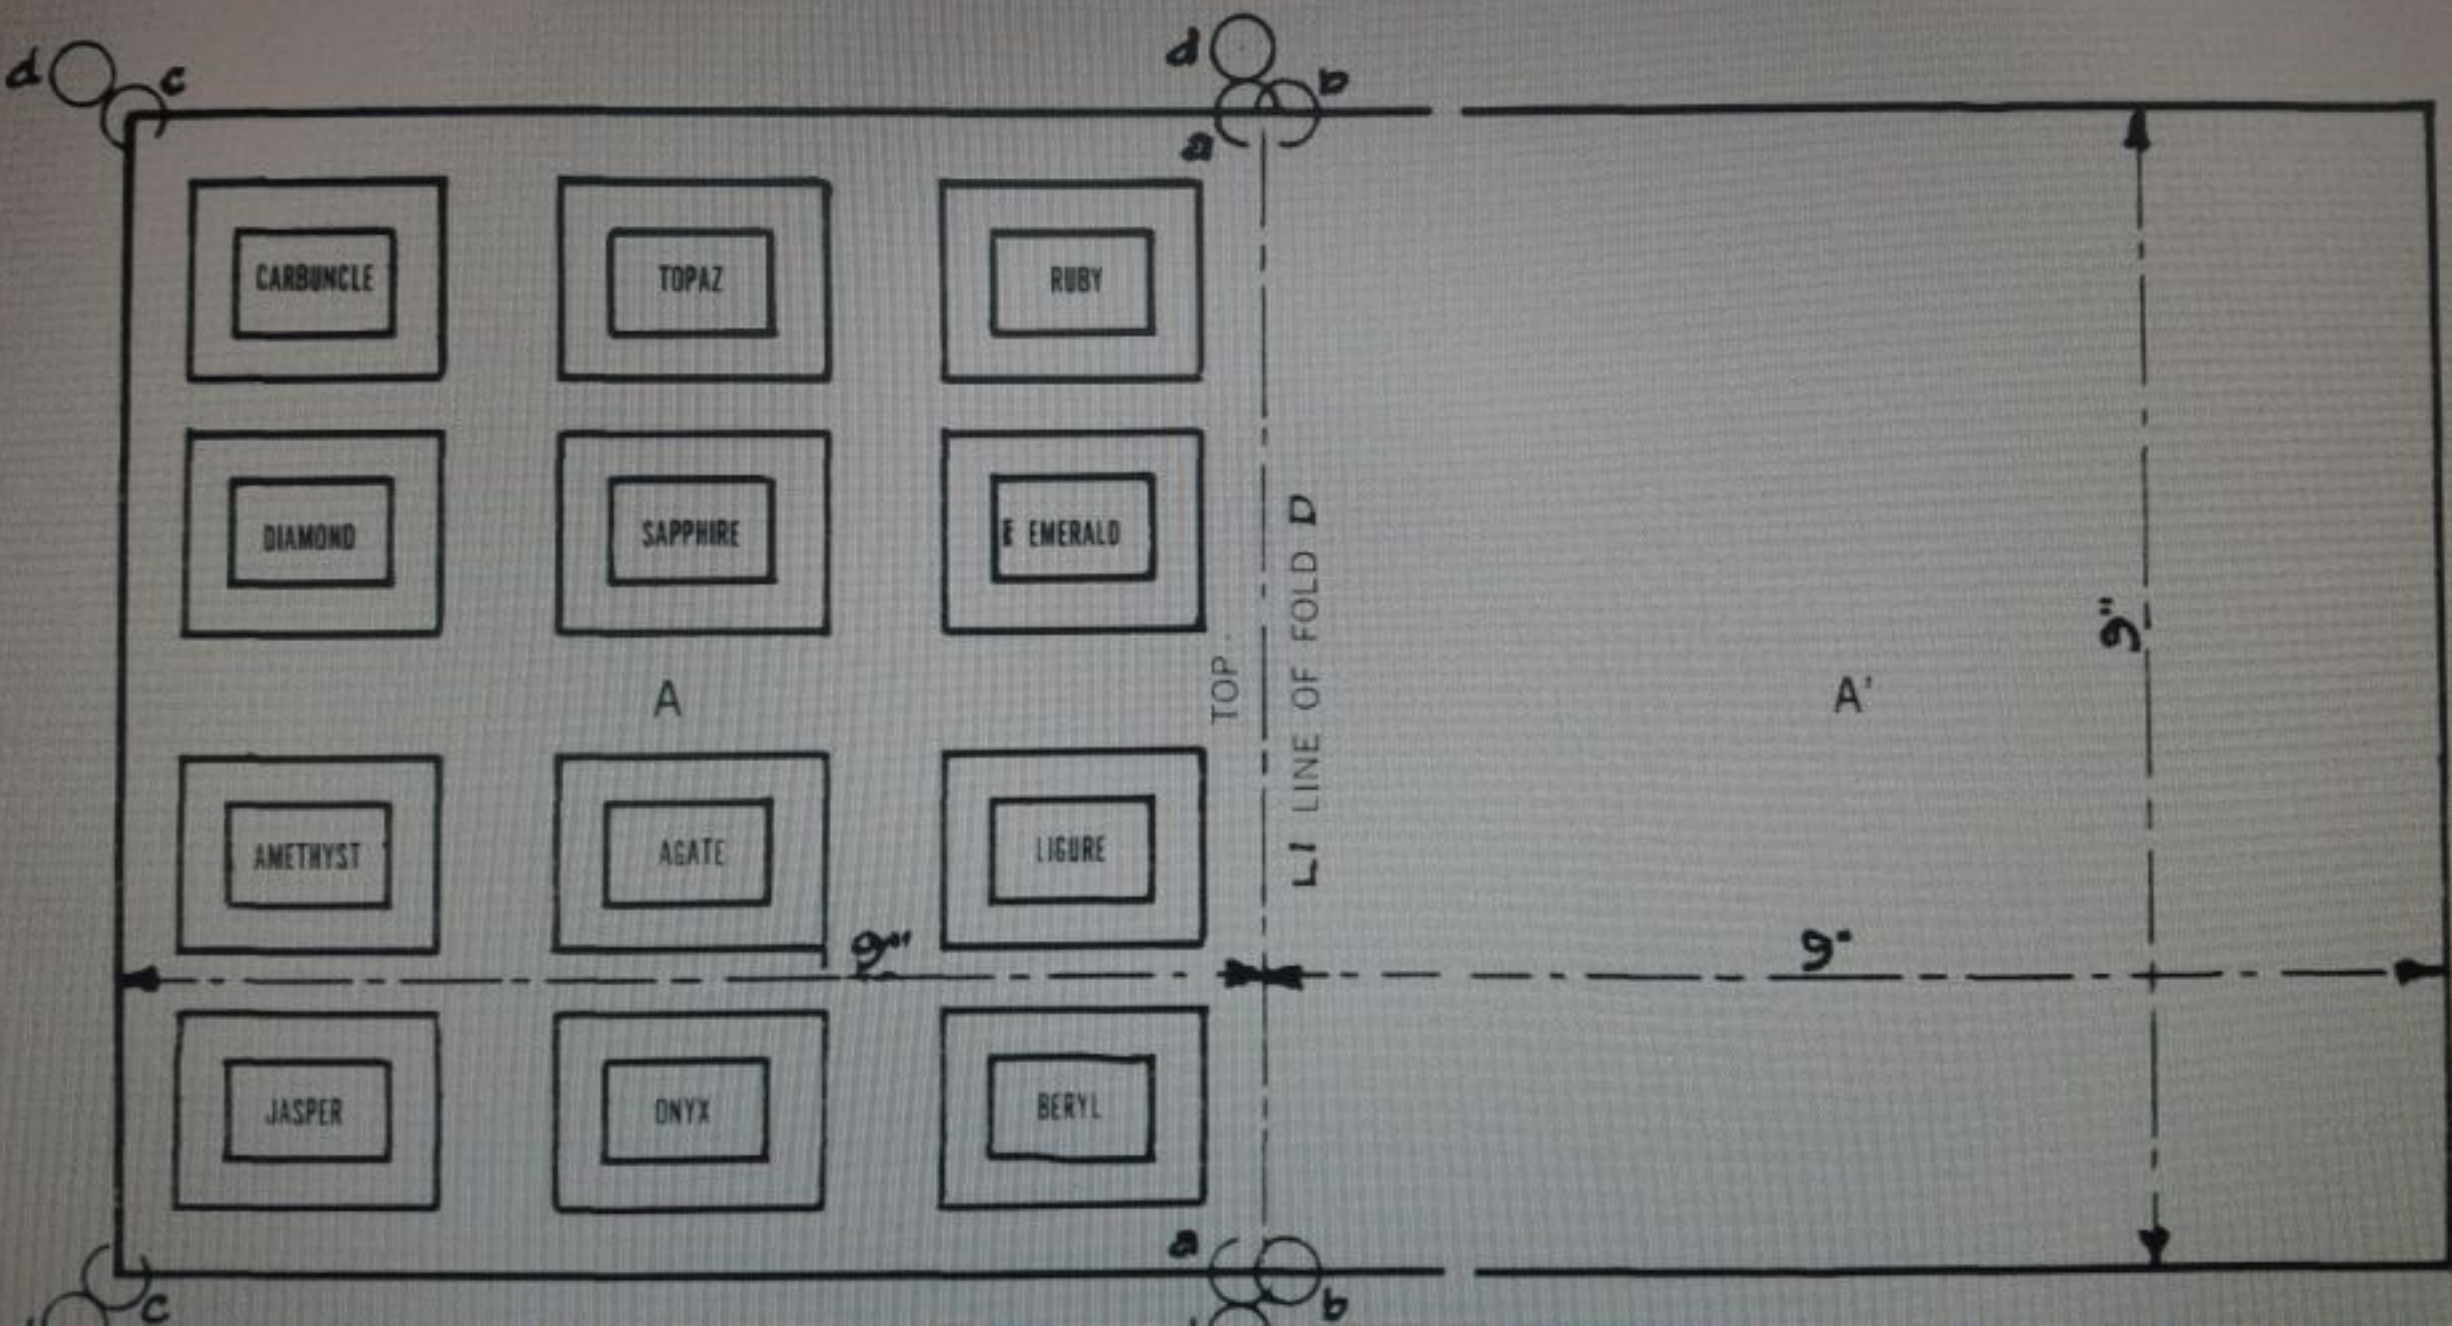 d
c
d
b
a
CARBUNCLE
TOPAZ
RUBY
DIAMOND
SAPPHIRE
E EMERALD
TOP
LI LINE OF FOLD D
A
A'
9"
AMETHYST
AGATE
LIGURE
9"
9"
JASPER
ONYX
BERYL
a
b
c